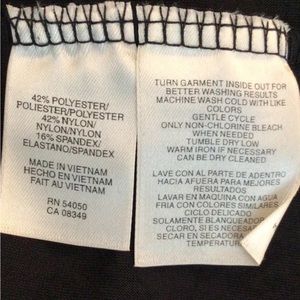 42% POLYESTER/
POLIESTER/POLY
42% NYLON/
NYLON/NYLON
16% SPANDEX/
ELASTANO/SPANDEX
MADE IN VIETNAM
HECHO EN VIETNAM
FAIT AU VIETNAM
RN 54050
CA 08349
TURN GARMENT INSIDE OUT FOR
BETTER WASHING RESULTS
MACHINE WASH COLD WITH LIKE
COLORS
GENTLE CYCLE
ONLY NON-CHLORINE BLEACH
WHEN NEEDED
TUMBLE DRY LOW
WARM IRON IF NECESSARY
CAN BE DRY CLEANED
LAVE CON AL PARTE DE ADENTRO
HACIA AFUERA PARA MEJORES
RESULTADOS
LAVAR EN MAQUINA CON AGUA
FRIA CON COLORES SIMILARES
CICLO DELICADO
SOLAMENTE BLANQUEADOR
CLORO, SI ES NECES
SECAR EN SECADORA
TEMPERATUR